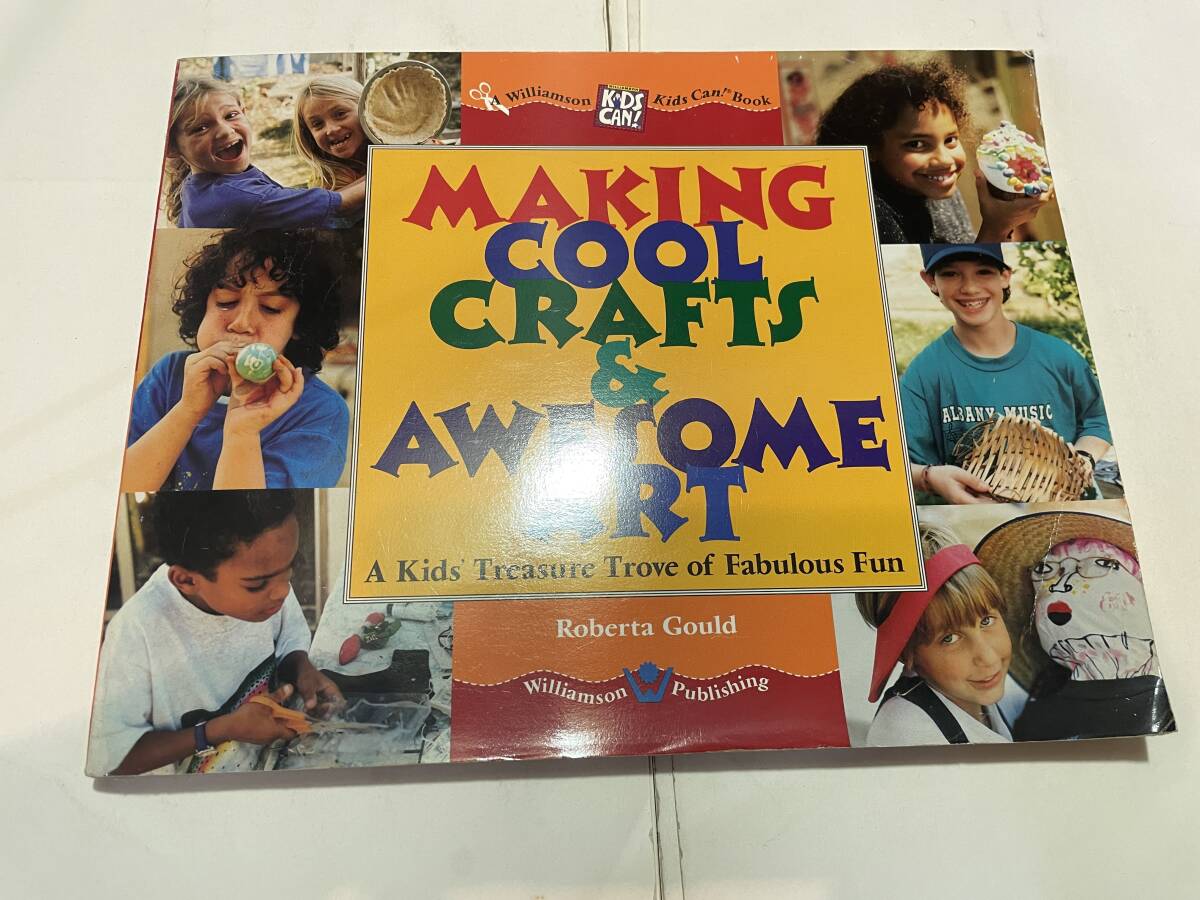 A Williamson Kids Can!® Book
WILLIAMSON
KIDS
CAN!®
MAKING
COOL
CRAFTS
&
AWESOME
ART
A Kids' Treasure Trove of Fabulous Fun
Roberta Gould
Williamson W Publishing
ALBANY MUSIC